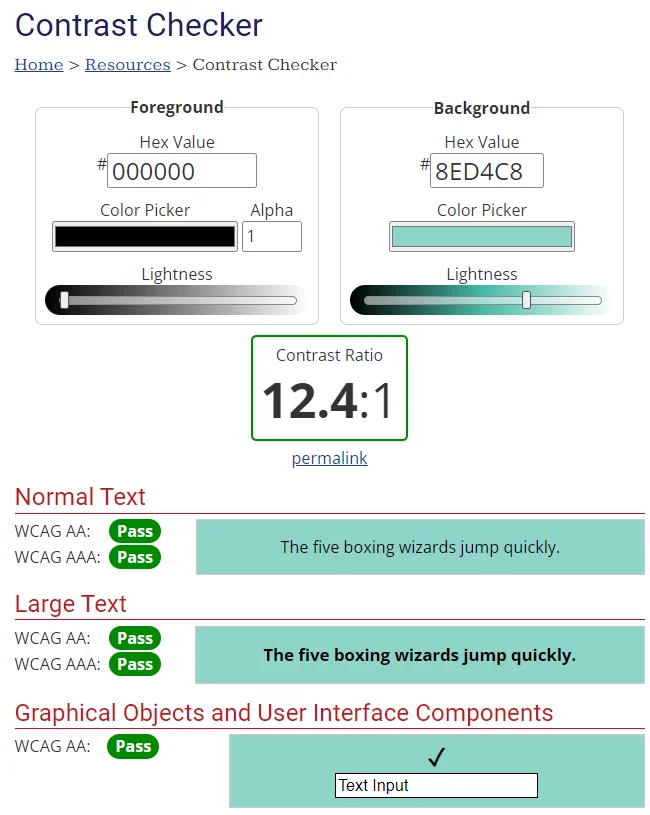 Contrast Checker
Home > Resources > Contrast Checker
Foreground
Hex Value
#000000
Color Picker
Alpha
1
Lightness
Background
Hex Value
#8ED4C8
Color Picker
Lightness
Contrast Ratio
12.4:1
permalink
Normal Text
WCAG AA: Pass
WCAG AAA: Pass
The five boxing wizards jump quickly.
Large Text
WCAG AA: Pass
WCAG AAA: Pass
The five boxing wizards jump quickly.
Graphical Objects and User Interface Components
WCAG AA: Pass
✓
Text Input